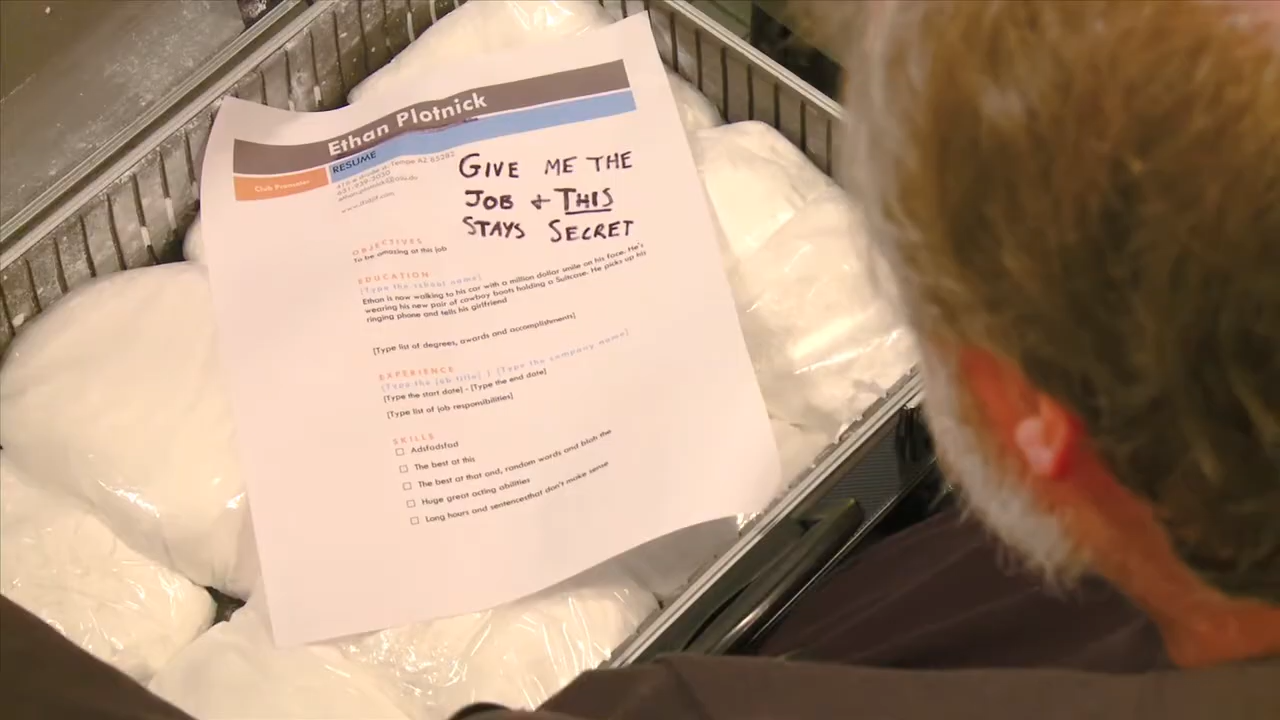 Ethan Plotnick
RESUME
Club Promoter
Tempe AZ 85282
GIVE ME THE
JOB + THIS
STAYS SECRET
OBJECTIVES
To be amazing at this job
EDUCATION
[Type the school name]
Ethan is now walking to his car with a million dollar smile on his face. He's
wearing his new pair of cowboy boots holding a Suitcase. He picks up his
ringing phone and tells his girlfriend
[Type list of degrees, awards and accomplishments]
EXPERIENCE
[Type the job title] | [Type the company name]
[Type the start date] - [Type the end date]
[Type list of job responsibilities]
SKILLS
Adsfadsfad
The best at this
The best at that and, random words and blah the
Huge great acting abilities
Long hours and sentencesthat don't make sense